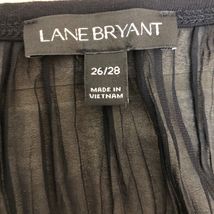 LANE BRYANT
26/28
MADE IN
VIETNAM